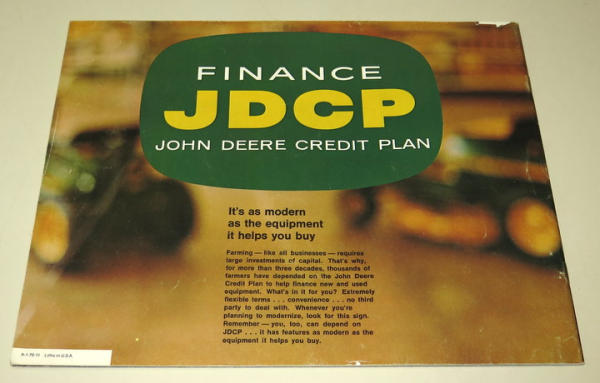 FINANCE
JDCP
JOHN DEERE CREDIT PLAN
It's as modern
as the equipment
it helps you buy
Farming — like all businesses — requires
large investments of capital. That's why,
for more than three decades, thousands of
farmers have depended on the John Deere
Credit Plan to help finance new and used
equipment. What's in it for you? Extremely
flexible terms . . . convenience . . . no third
party to deal with. Whenever you're
planning to modernize, look for this sign.
Remember — you, too, can depend on
JDCP . . . it has features as modern as the
equipment it helps you buy.
Litho in U.S.A.